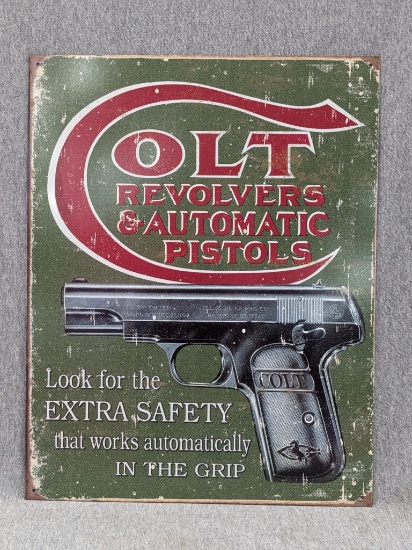 COLT
REVOLVERS
& AUTOMATIC
PISTOLS
COLT
Look for the
EXTRA SAFETY
that works automatically
IN THE GRIP